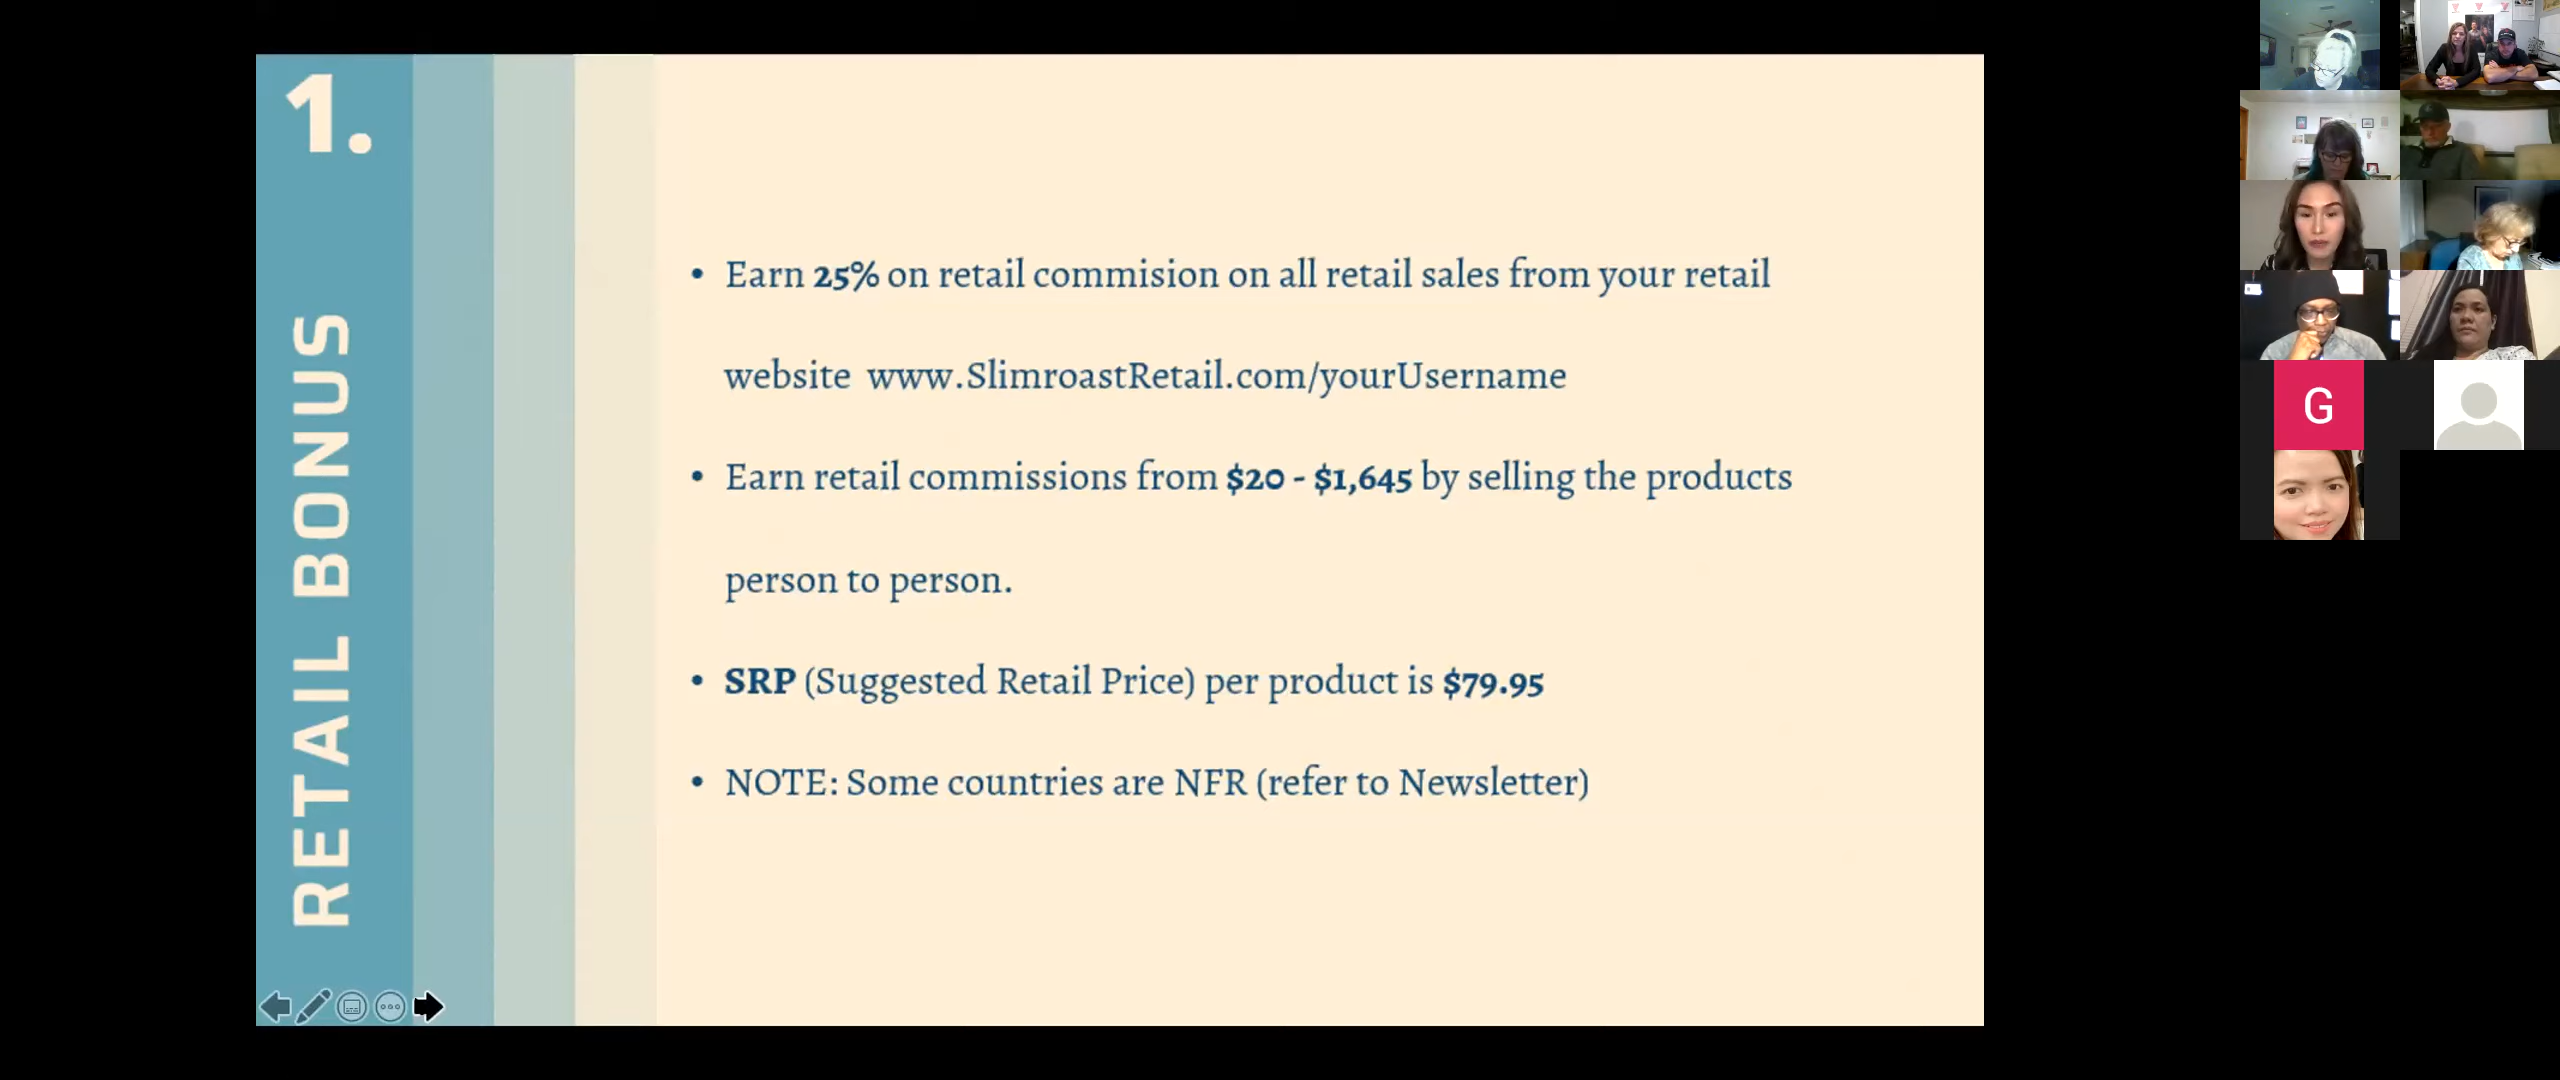 1.
RETAIL BONUS
• Earn 25% on retail commision on all retail sales from your retail
website www.SlimroastRetail.com/yourUsername
• Earn retail commissions from $20 - $1,645 by selling the products
person to person.
• SRP (Suggested Retail Price) per product is $79.95
• NOTE: Some countries are NFR (refer to Newsletter)
G